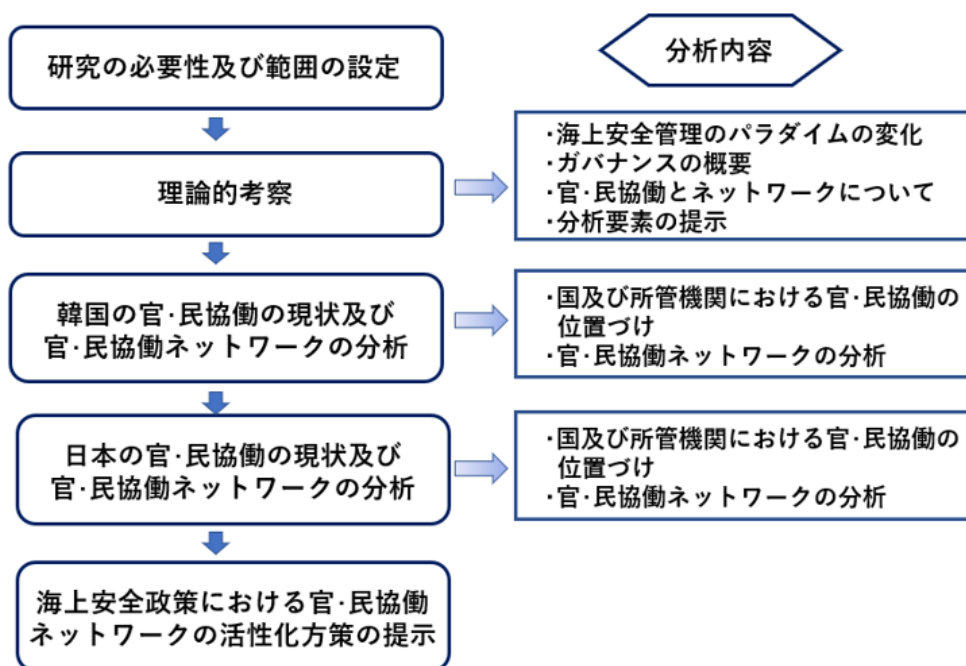 研究の必要性及び範囲の設定
分析内容
理論的考察
·海上安全管理のパラダイムの変化
·ガバナンスの概要
·官·民協働とネットワークについて
·分析要素の提示
韓国の官·民協働の現状及び
官·民協働ネットワークの分析
·国及び所管機関における官·民協働の
位置づけ
·官·民協働ネットワークの分析
日本の官·民協働の現状及び
官·民協働ネットワークの分析
·国及び所管機関における官·民協働の
位置づけ
·官·民協働ネットワークの分析
海上安全政策における官·民協働
ネットワークの活性化方策の提示